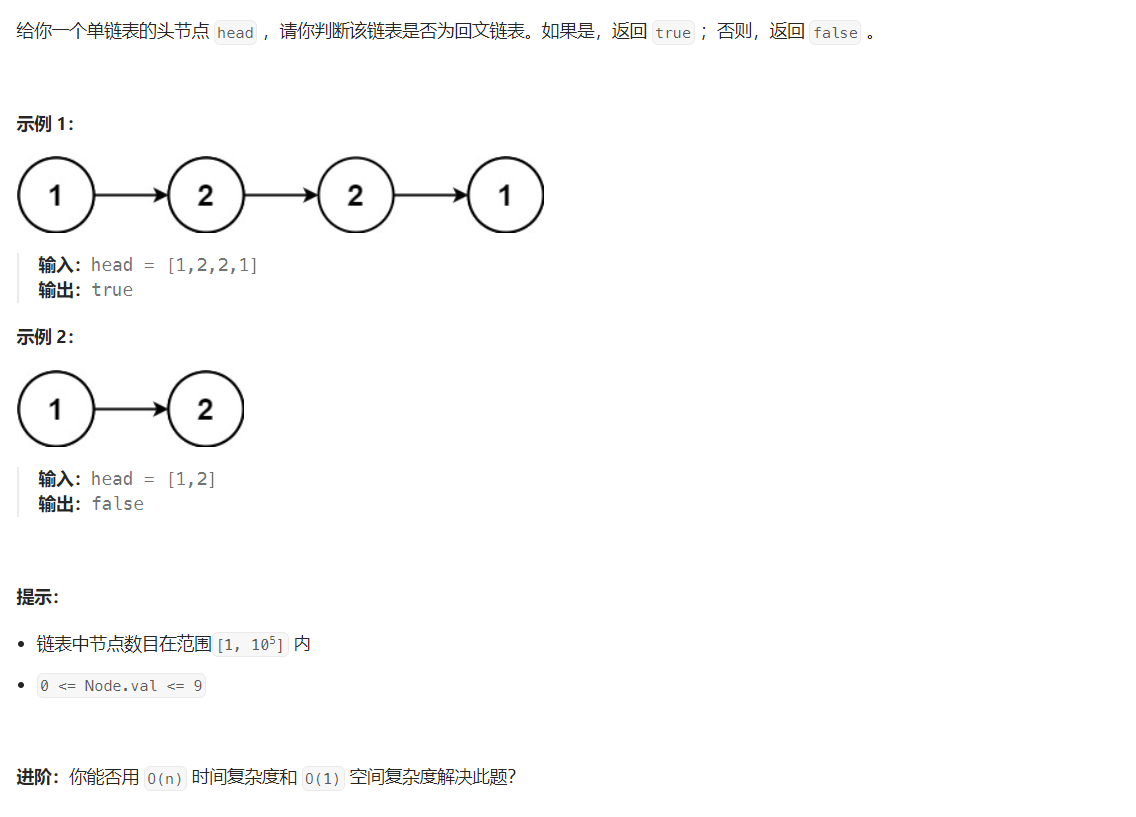 给你一个单链表的头节点 head ，请你判断该链表是否为回文链表。如果是，返回 true ；否则，返回 false 。
示例 1：
1 2 2 1
输入：head = [1,2,2,1]
输出：true
示例 2：
1 2
输入：head = [1,2]
输出：false
提示：
• 链表中节点数目在范围[1, 10⁵] 内
• 0 <= Node.val <= 9
进阶：你能否用 O(n) 时间复杂度和 O(1) 空间复杂度解决此题？